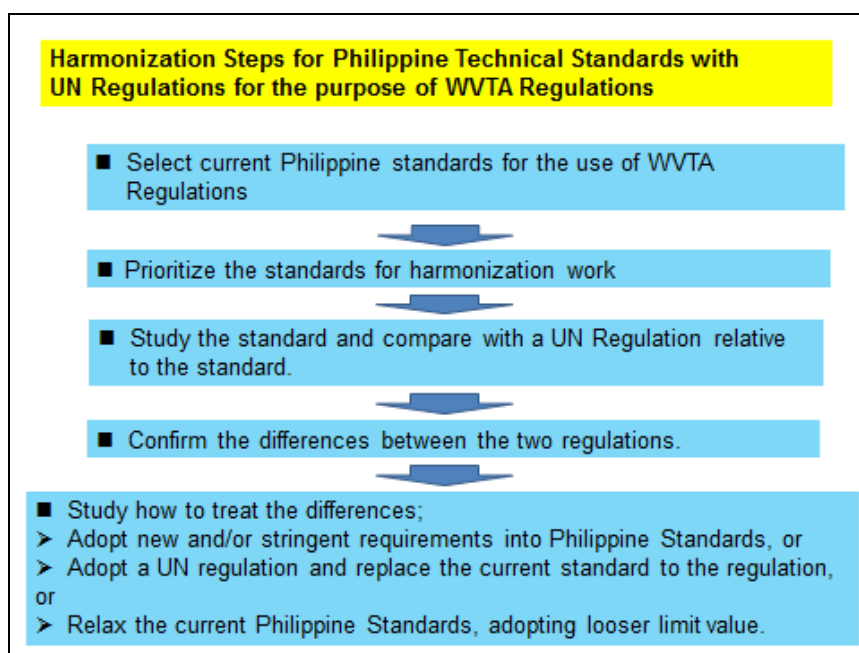 Harmonization Steps for Philippine Technical Standards with
UN Regulations for the purpose of WVTA Regulations
■ Select current Philippine standards for the use of WVTA
Regulations
■ Prioritize the standards for harmonization work
■ Study the standard and compare with a UN Regulation relative
to the standard.
■ Confirm the differences between the two regulations.
■ Study how to treat the differences;
➢ Adopt new and/or stringent requirements into Philippine Standards, or
➢ Adopt a UN regulation and replace the current standard to the regulation,
or
➢ Relax the current Philippine Standards, adopting looser limit value.